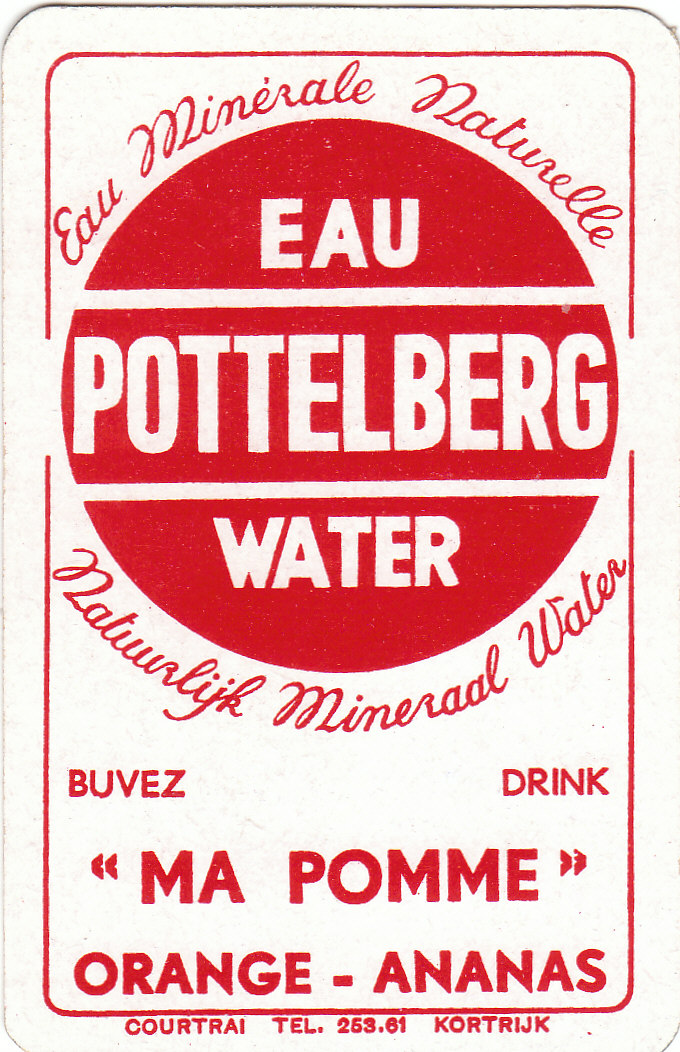 Eau Minérale Naturelle
EAU
POTTELBERG
WATER
Natuurlijk Mineraal Water
BUVEZ DRINK
“ MA POMME ”
ORANGE - ANANAS
COURTRAI TEL. 253.61 KORTRIJK